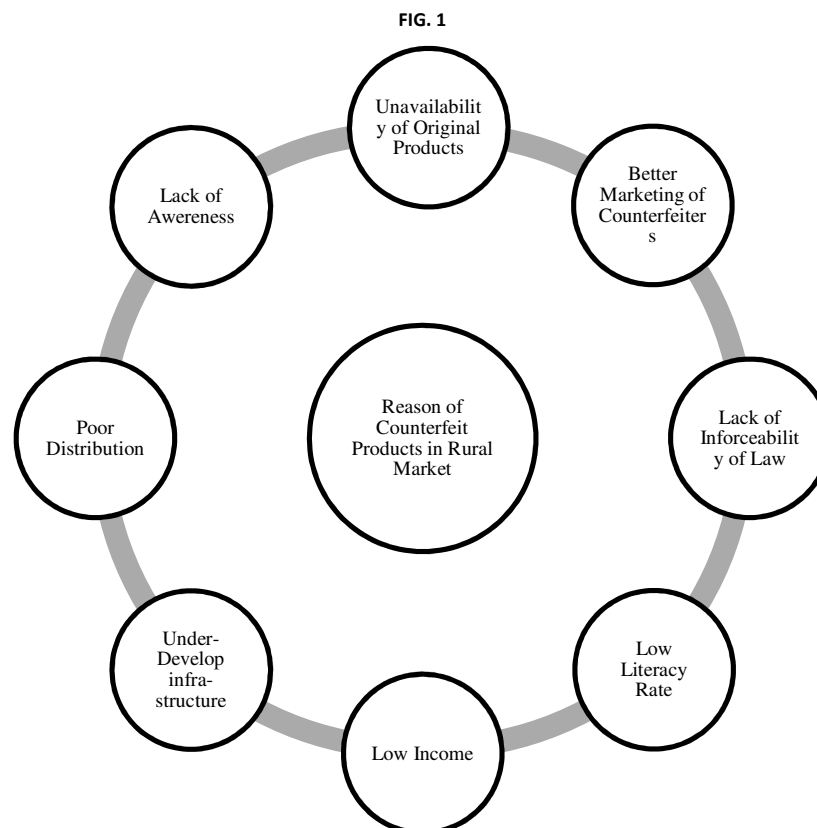 FIG. 1
Unavailabilit
y of Original
Products
Better
Marketing of
Counterfeiter
s
Lack of
Inforceabilit
y of Law
Low
Literacy
Rate
Low Income
Under-
Develop
infra-
structure
Poor
Distribution
Lack of
Awereness
Reason of
Counterfeit
Products in Rural
Market